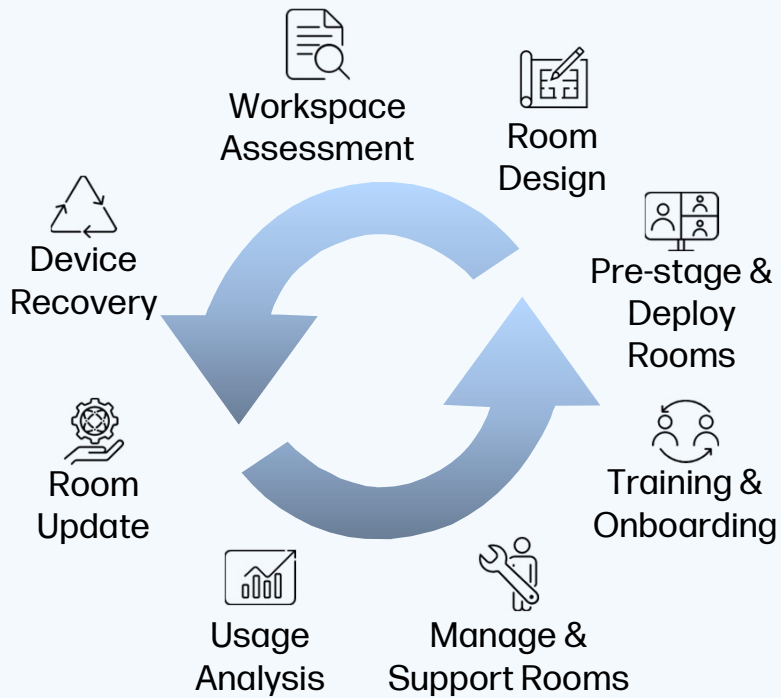 Workspace
Assessment
Room
Design
Pre-stage &
Deploy
Rooms
Training &
Onboarding
Manage &
Support Rooms
Usage
Analysis
Room
Update
Device
Recovery